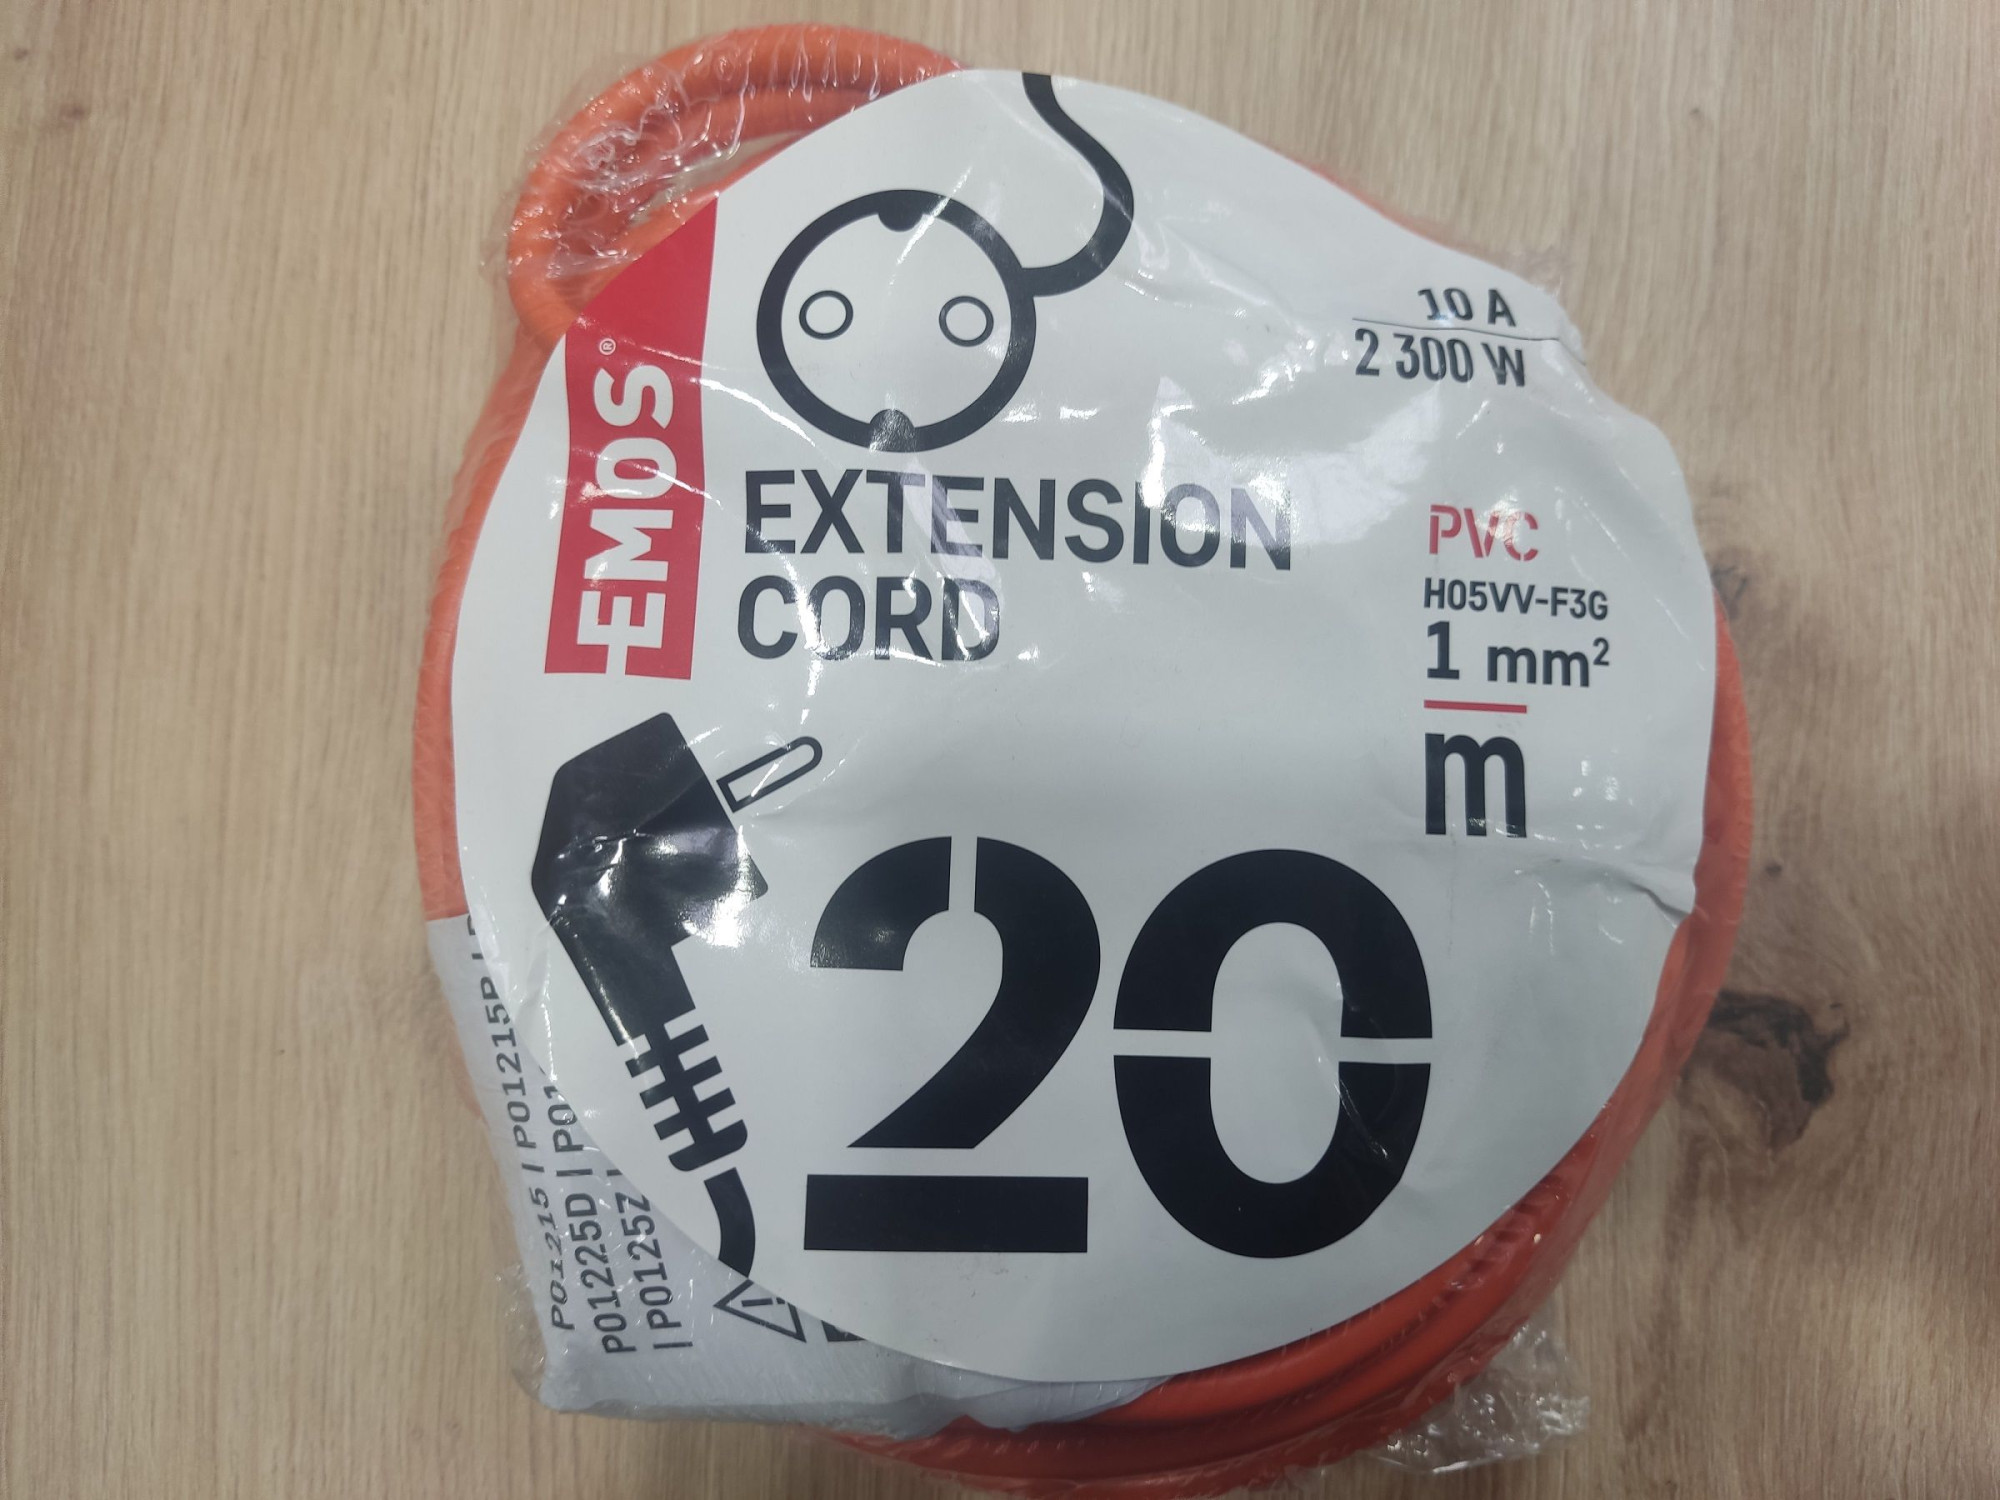 10 A
2 300 W
EMOS®
EXTENSION
CORD
PVC
H05VV-F3G
1 mm²
m
20
P01215 | P01215P |
P01225D | P01
| P0125Z |